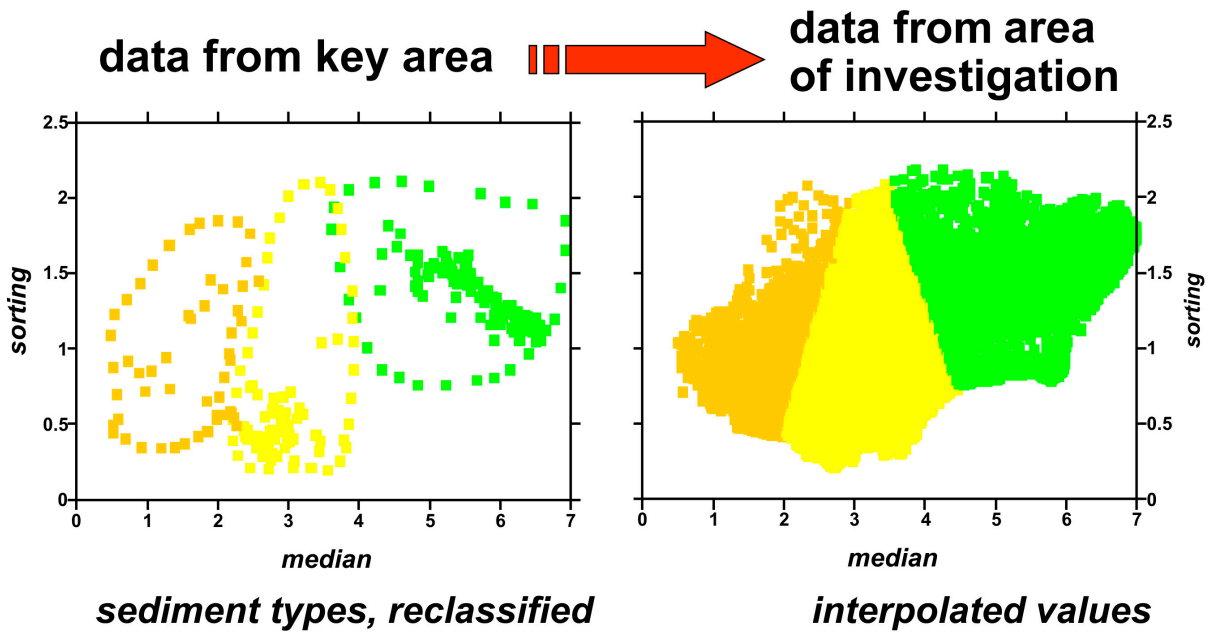 data from key area
data from area
of investigation
2.5
2
1.5
1
0.5
0
sorting
0 1 2 3 4 5 6 7
median
2.5
2
1.5
1
0.5
0
sorting
0 1 2 3 4 5 6 7
median
sediment types, reclassified
interpolated values